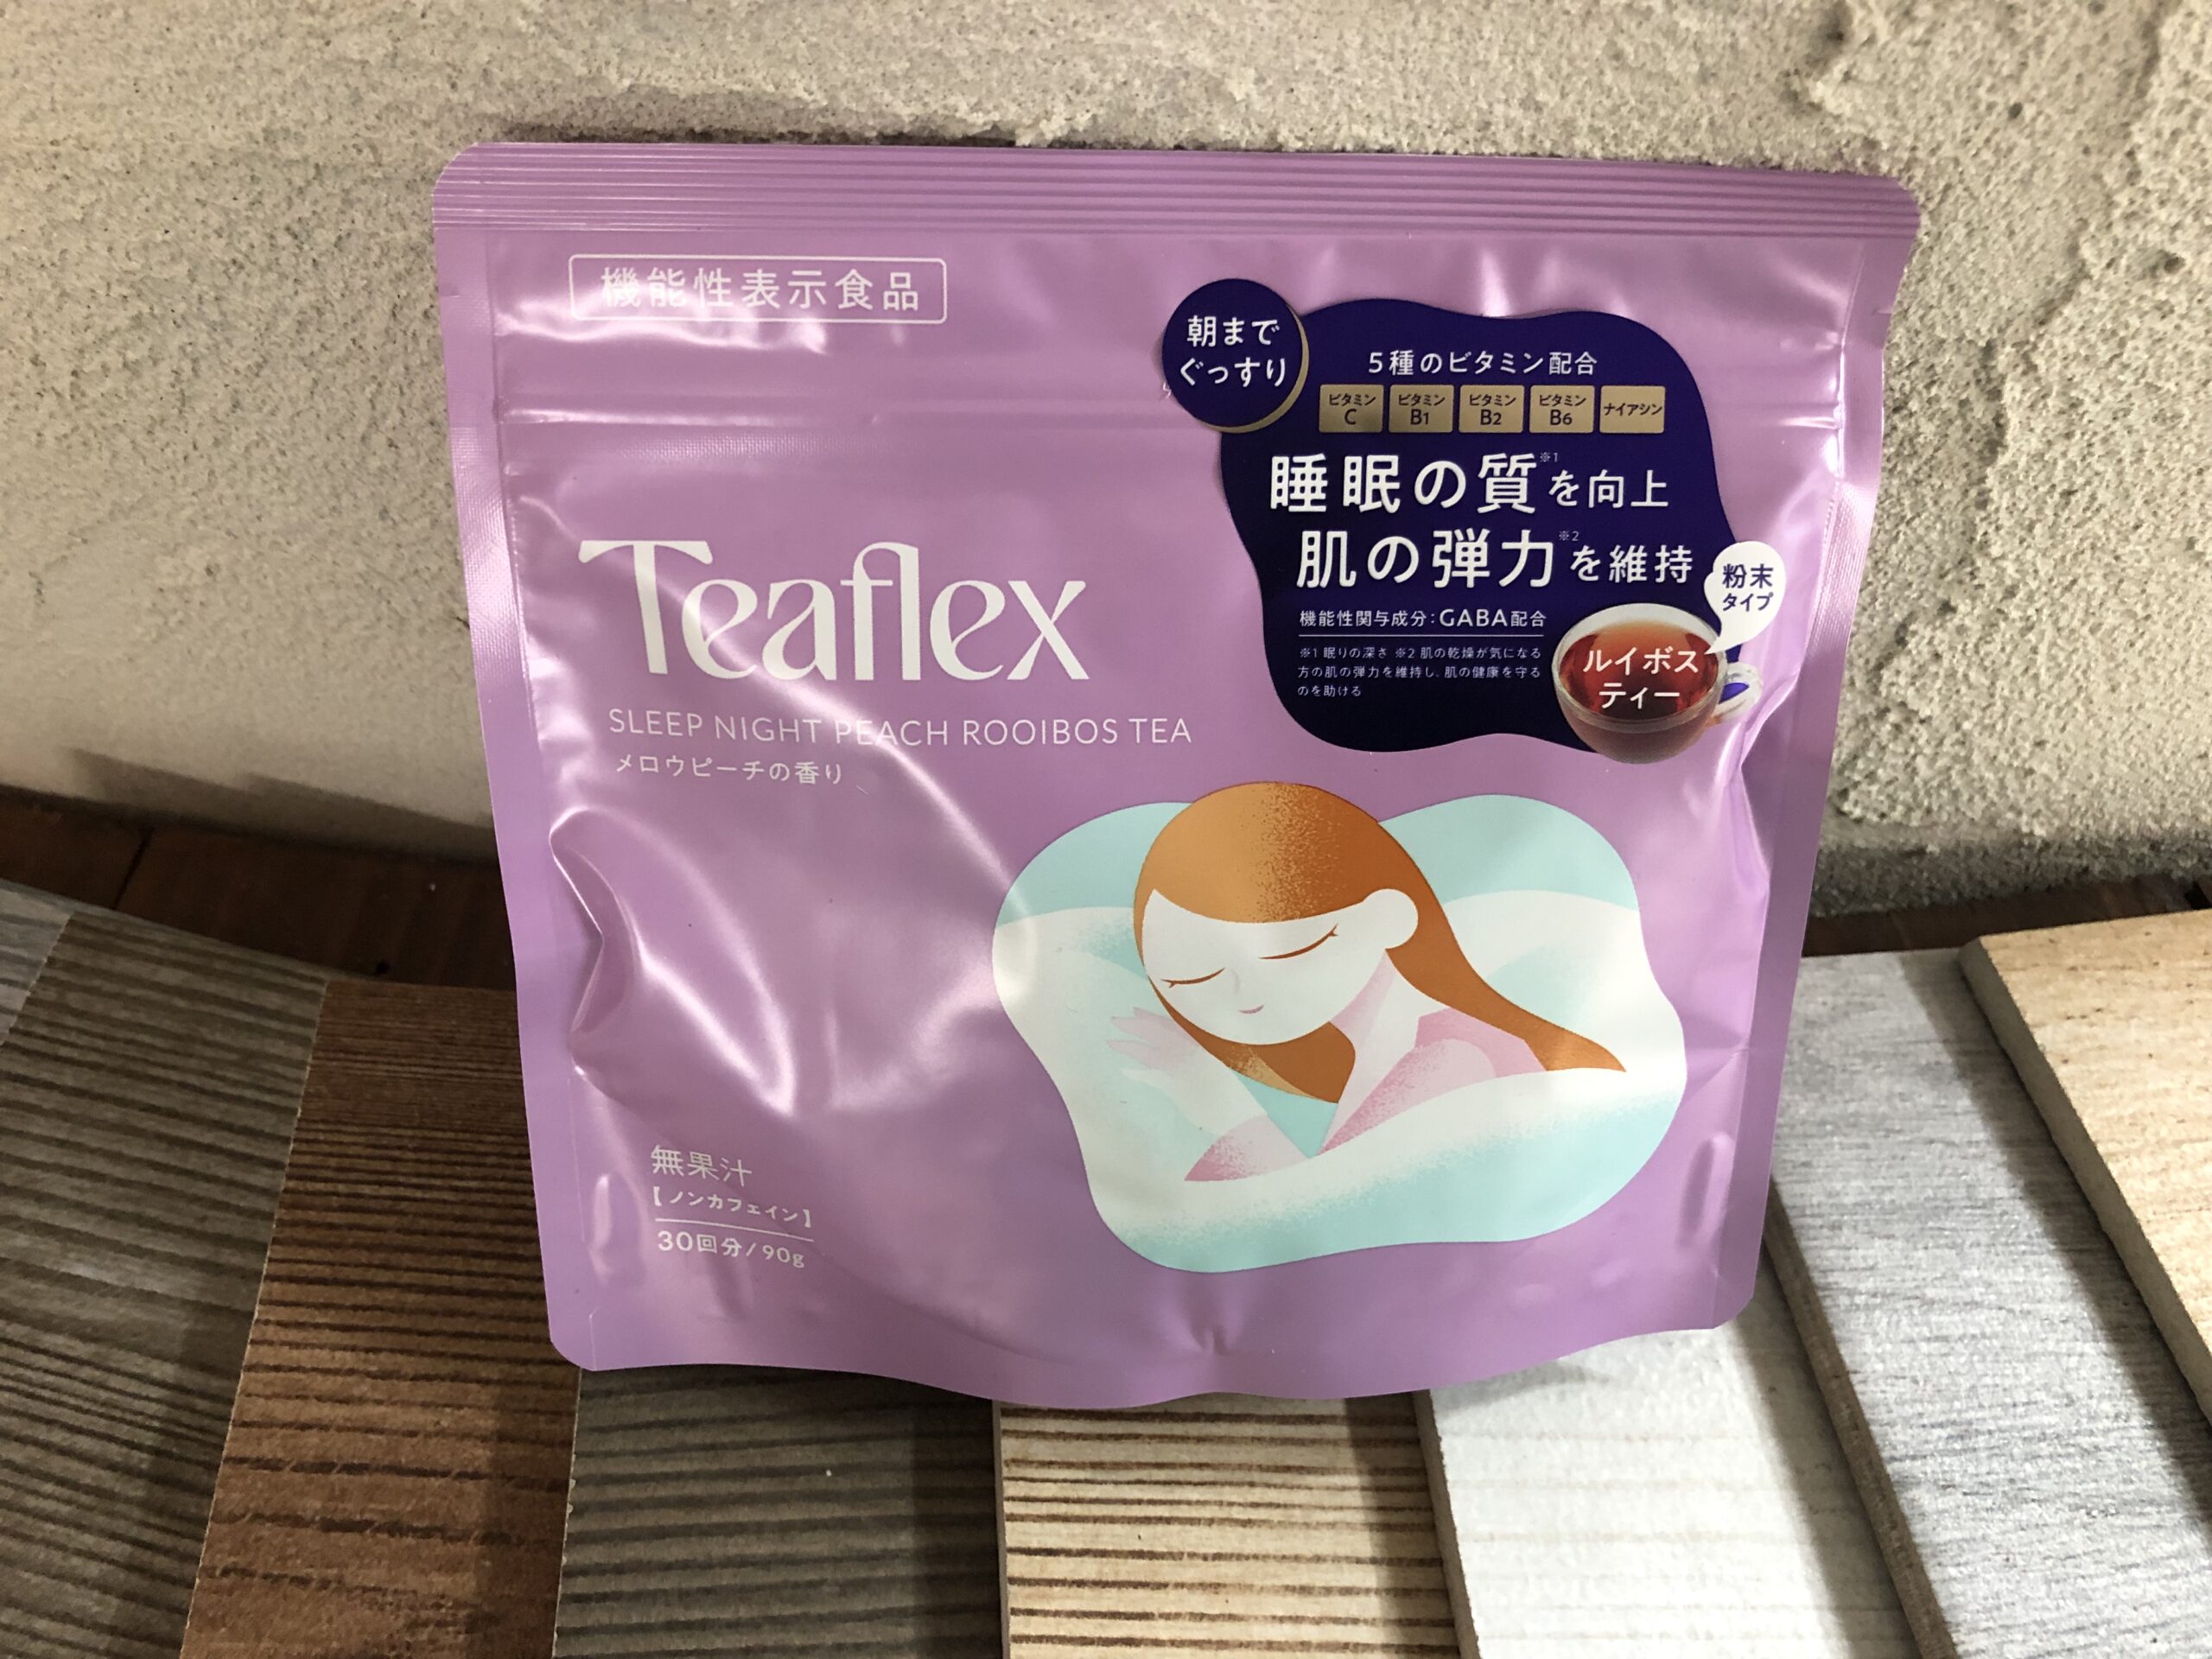 機能性表示食品
朝まで
ぐっすり
5種のビタミン配合
ビタミン C ビタミン B1 ビタミン B2 ビタミン B6 ナイアシン
睡眠の質※1を向上
肌の弾力※2を維持
機能性関与成分:GABA配合
※1 眠りの深さ ※2 肌の乾燥が気になる
方の肌の弾力を維持し、肌の健康を守る
のを助ける
粉末
タイプ
ルイボス
ティー
Teaflex
SLEEP NIGHT PEACH ROOIBOS TEA
メロウピーチの香り
無果汁
【ノンカフェイン】
30回分/90g